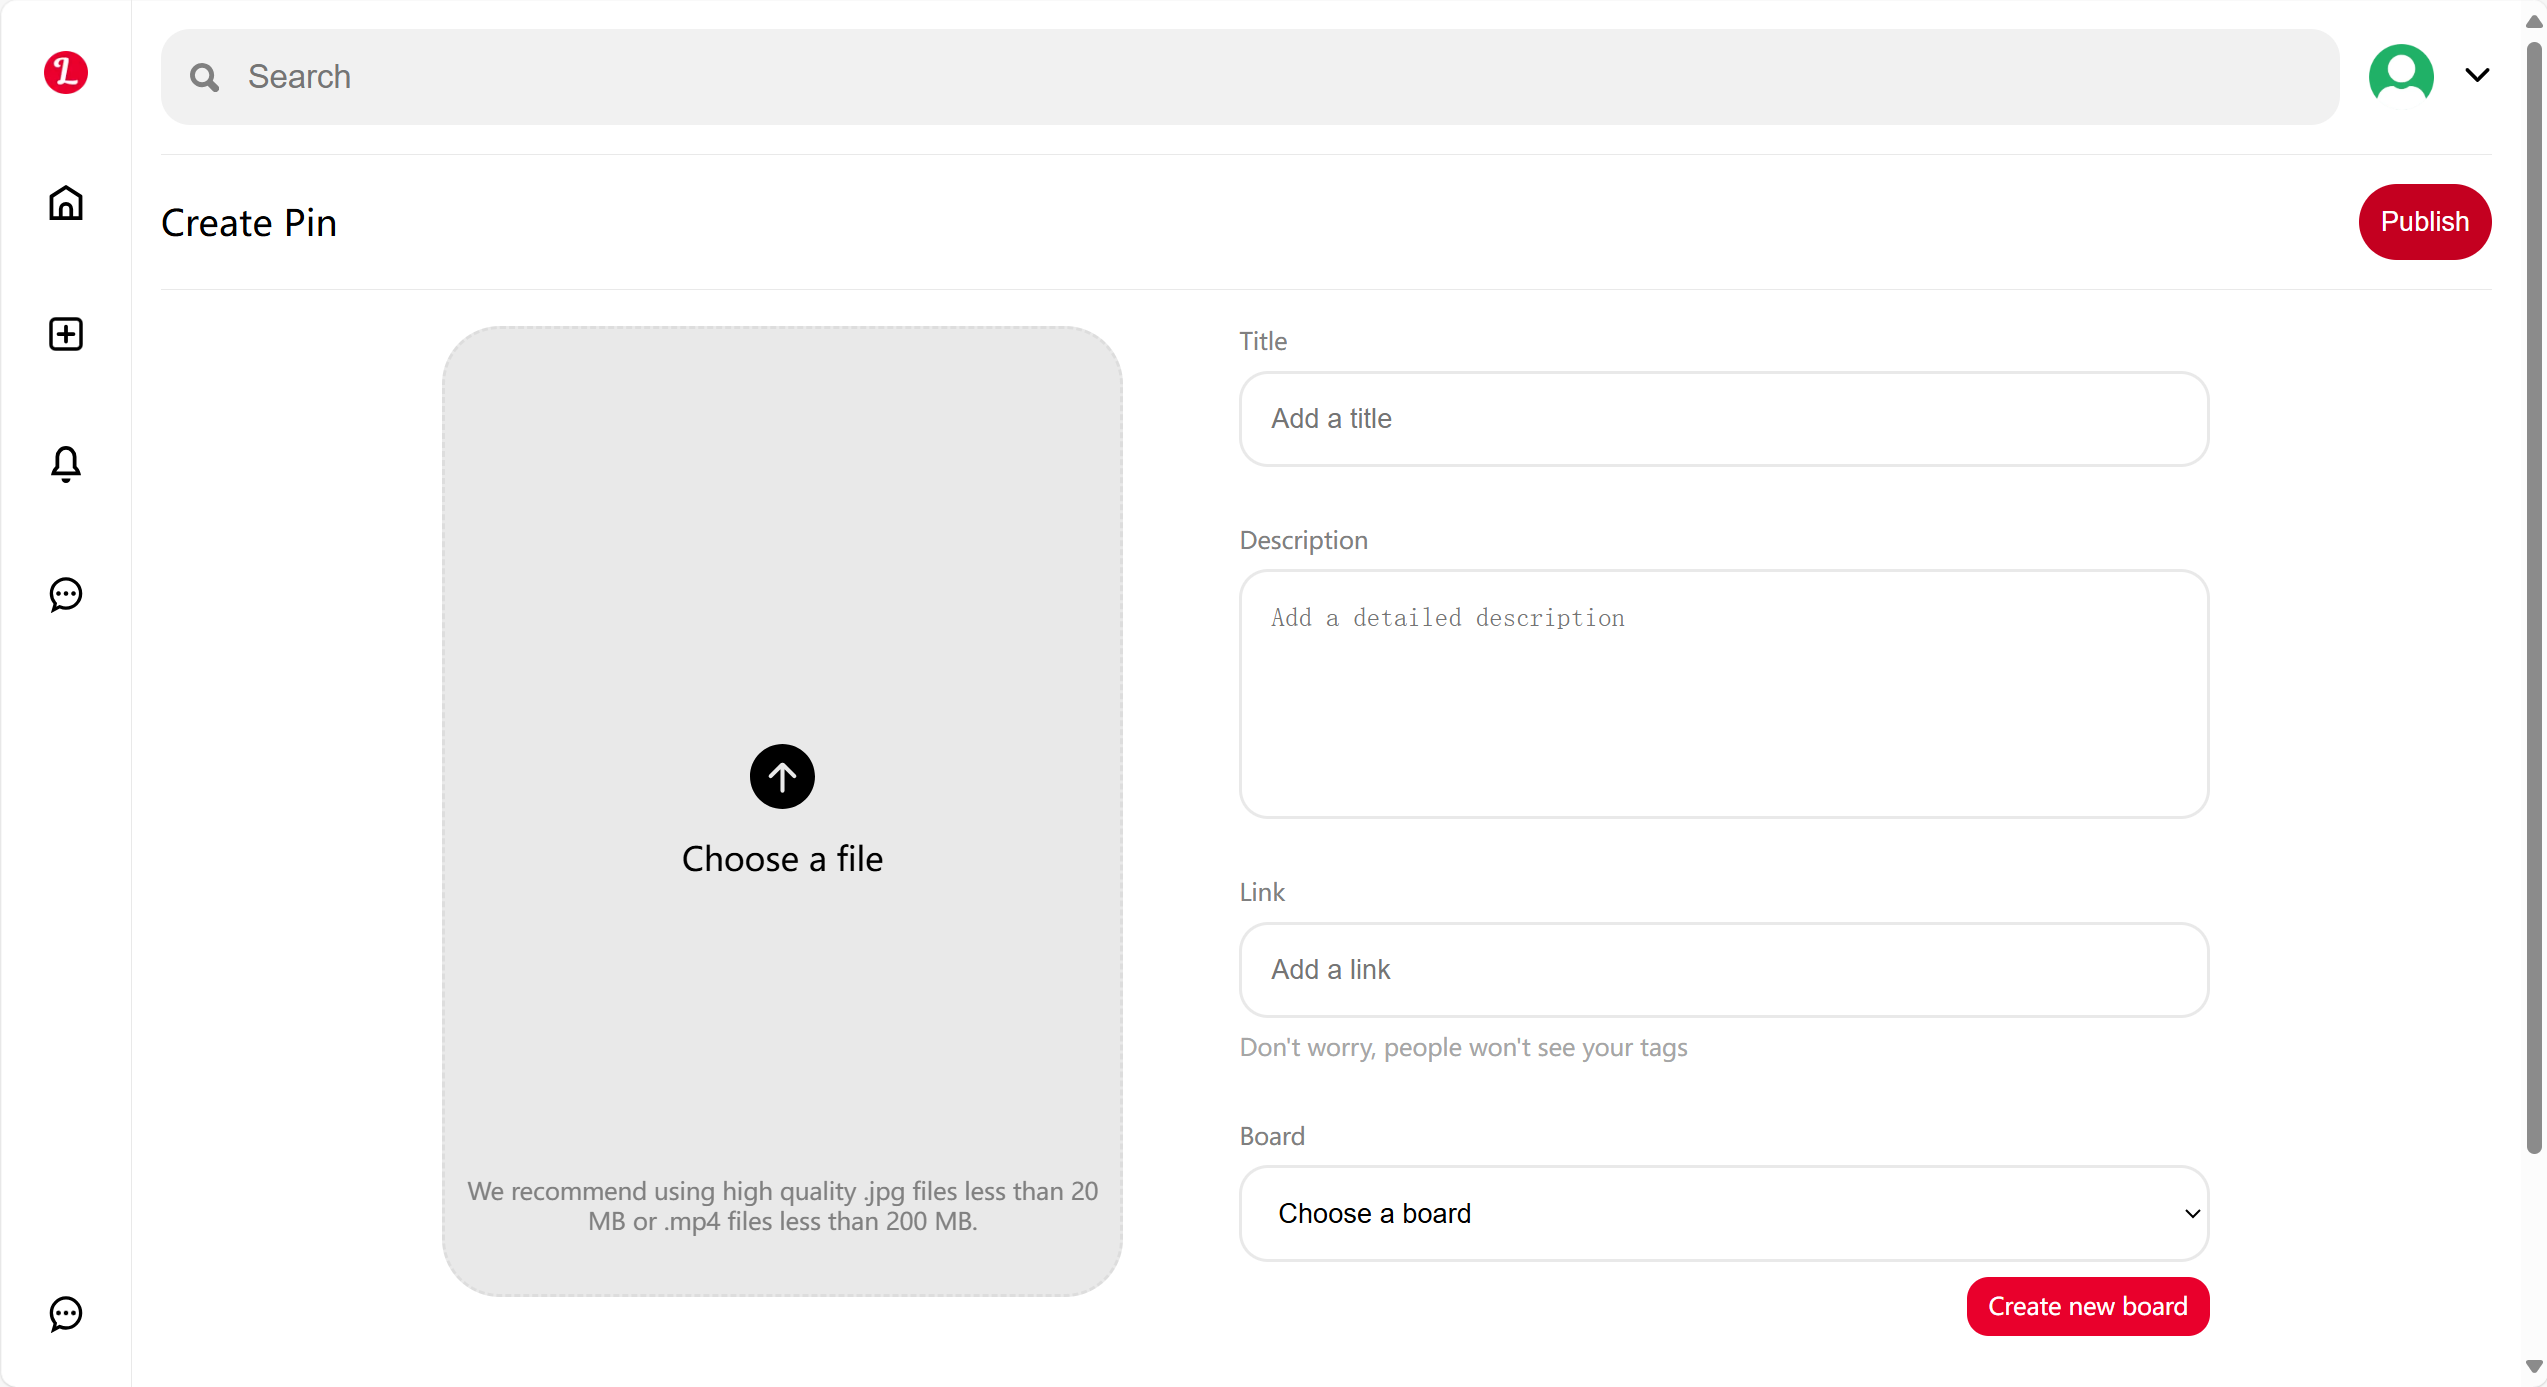 L
Search
Create Pin
Publish
Choose a file
We recommend using high quality .jpg files less than 20
MB or .mp4 files less than 200 MB.
Title
Add a title
Description
Add a detailed description
Link
Add a link
Don't worry, people won't see your tags
Board
Choose a board
Create new board